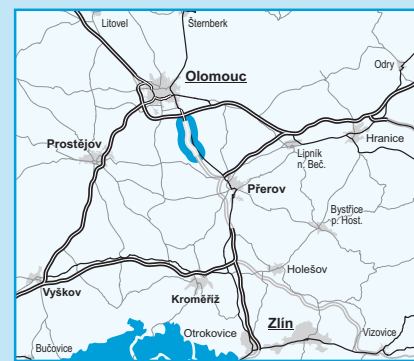 Litovel
Šternberk
Odry
Olomouc
Prostějov
Hranice
Lipník
n. Beč.
Přerov
Bystřice
p. Host.
Holešov
Vyškov
Kroměříž
Zlín
Otrokovice
Vizovice
Bučovice